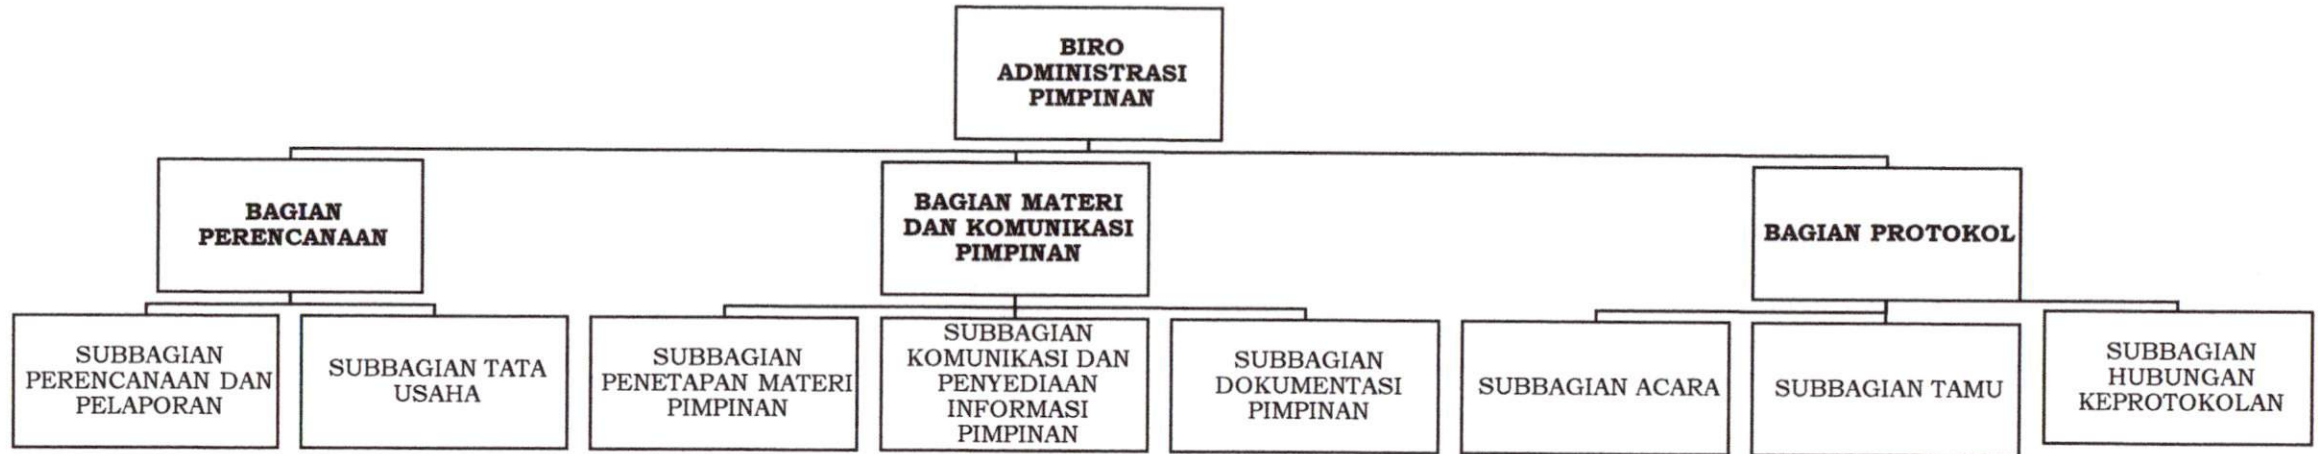 BIRO
ADMINISTRASI
PIMPINAN
BAGIAN
PERENCANAAN
BAGIAN MATERI
DAN KOMUNIKASI
PIMPINAN
BAGIAN PROTOKOL
SUBBAGIAN
PERENCANAAN DAN
PELAPORAN
SUBBAGIAN TATA
USAHA
SUBBAGIAN
PENETAPAN MATERI
PIMPINAN
SUBBAGIAN
KOMUNIKASI DAN
PENYEDIAAN
INFORMASI
PIMPINAN
SUBBAGIAN
DOKUMENTASI
PIMPINAN
SUBBAGIAN ACARA
SUBBAGIAN TAMU
SUBBAGIAN
HUBUNGAN
KEPROTOKOLAN